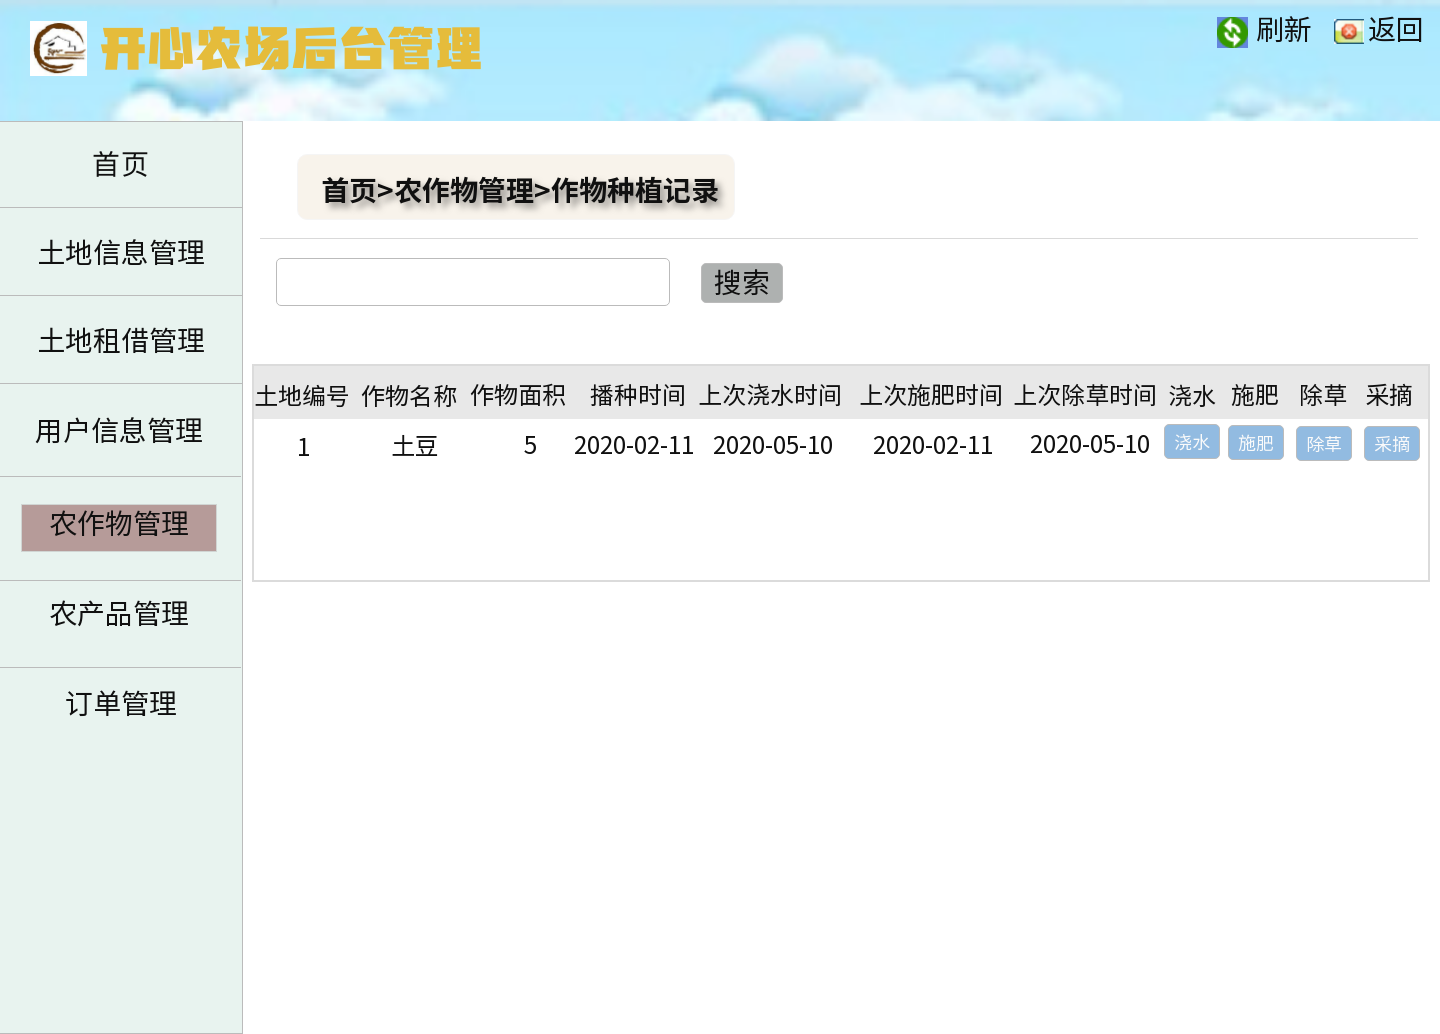 开心农场后台管理
刷新 返回
首页
土地信息管理
土地租借管理
用户信息管理
农作物管理
农产品管理
订单管理
首页>农作物管理>作物种植记录
搜索
土地编号 作物名称 作物面积 播种时间 上次浇水时间 上次施肥时间 上次除草时间 浇水 施肥 除草 采摘
1 土豆 5 2020-02-11 2020-05-10 2020-02-11 2020-05-10 浇水 施肥 除草 采摘